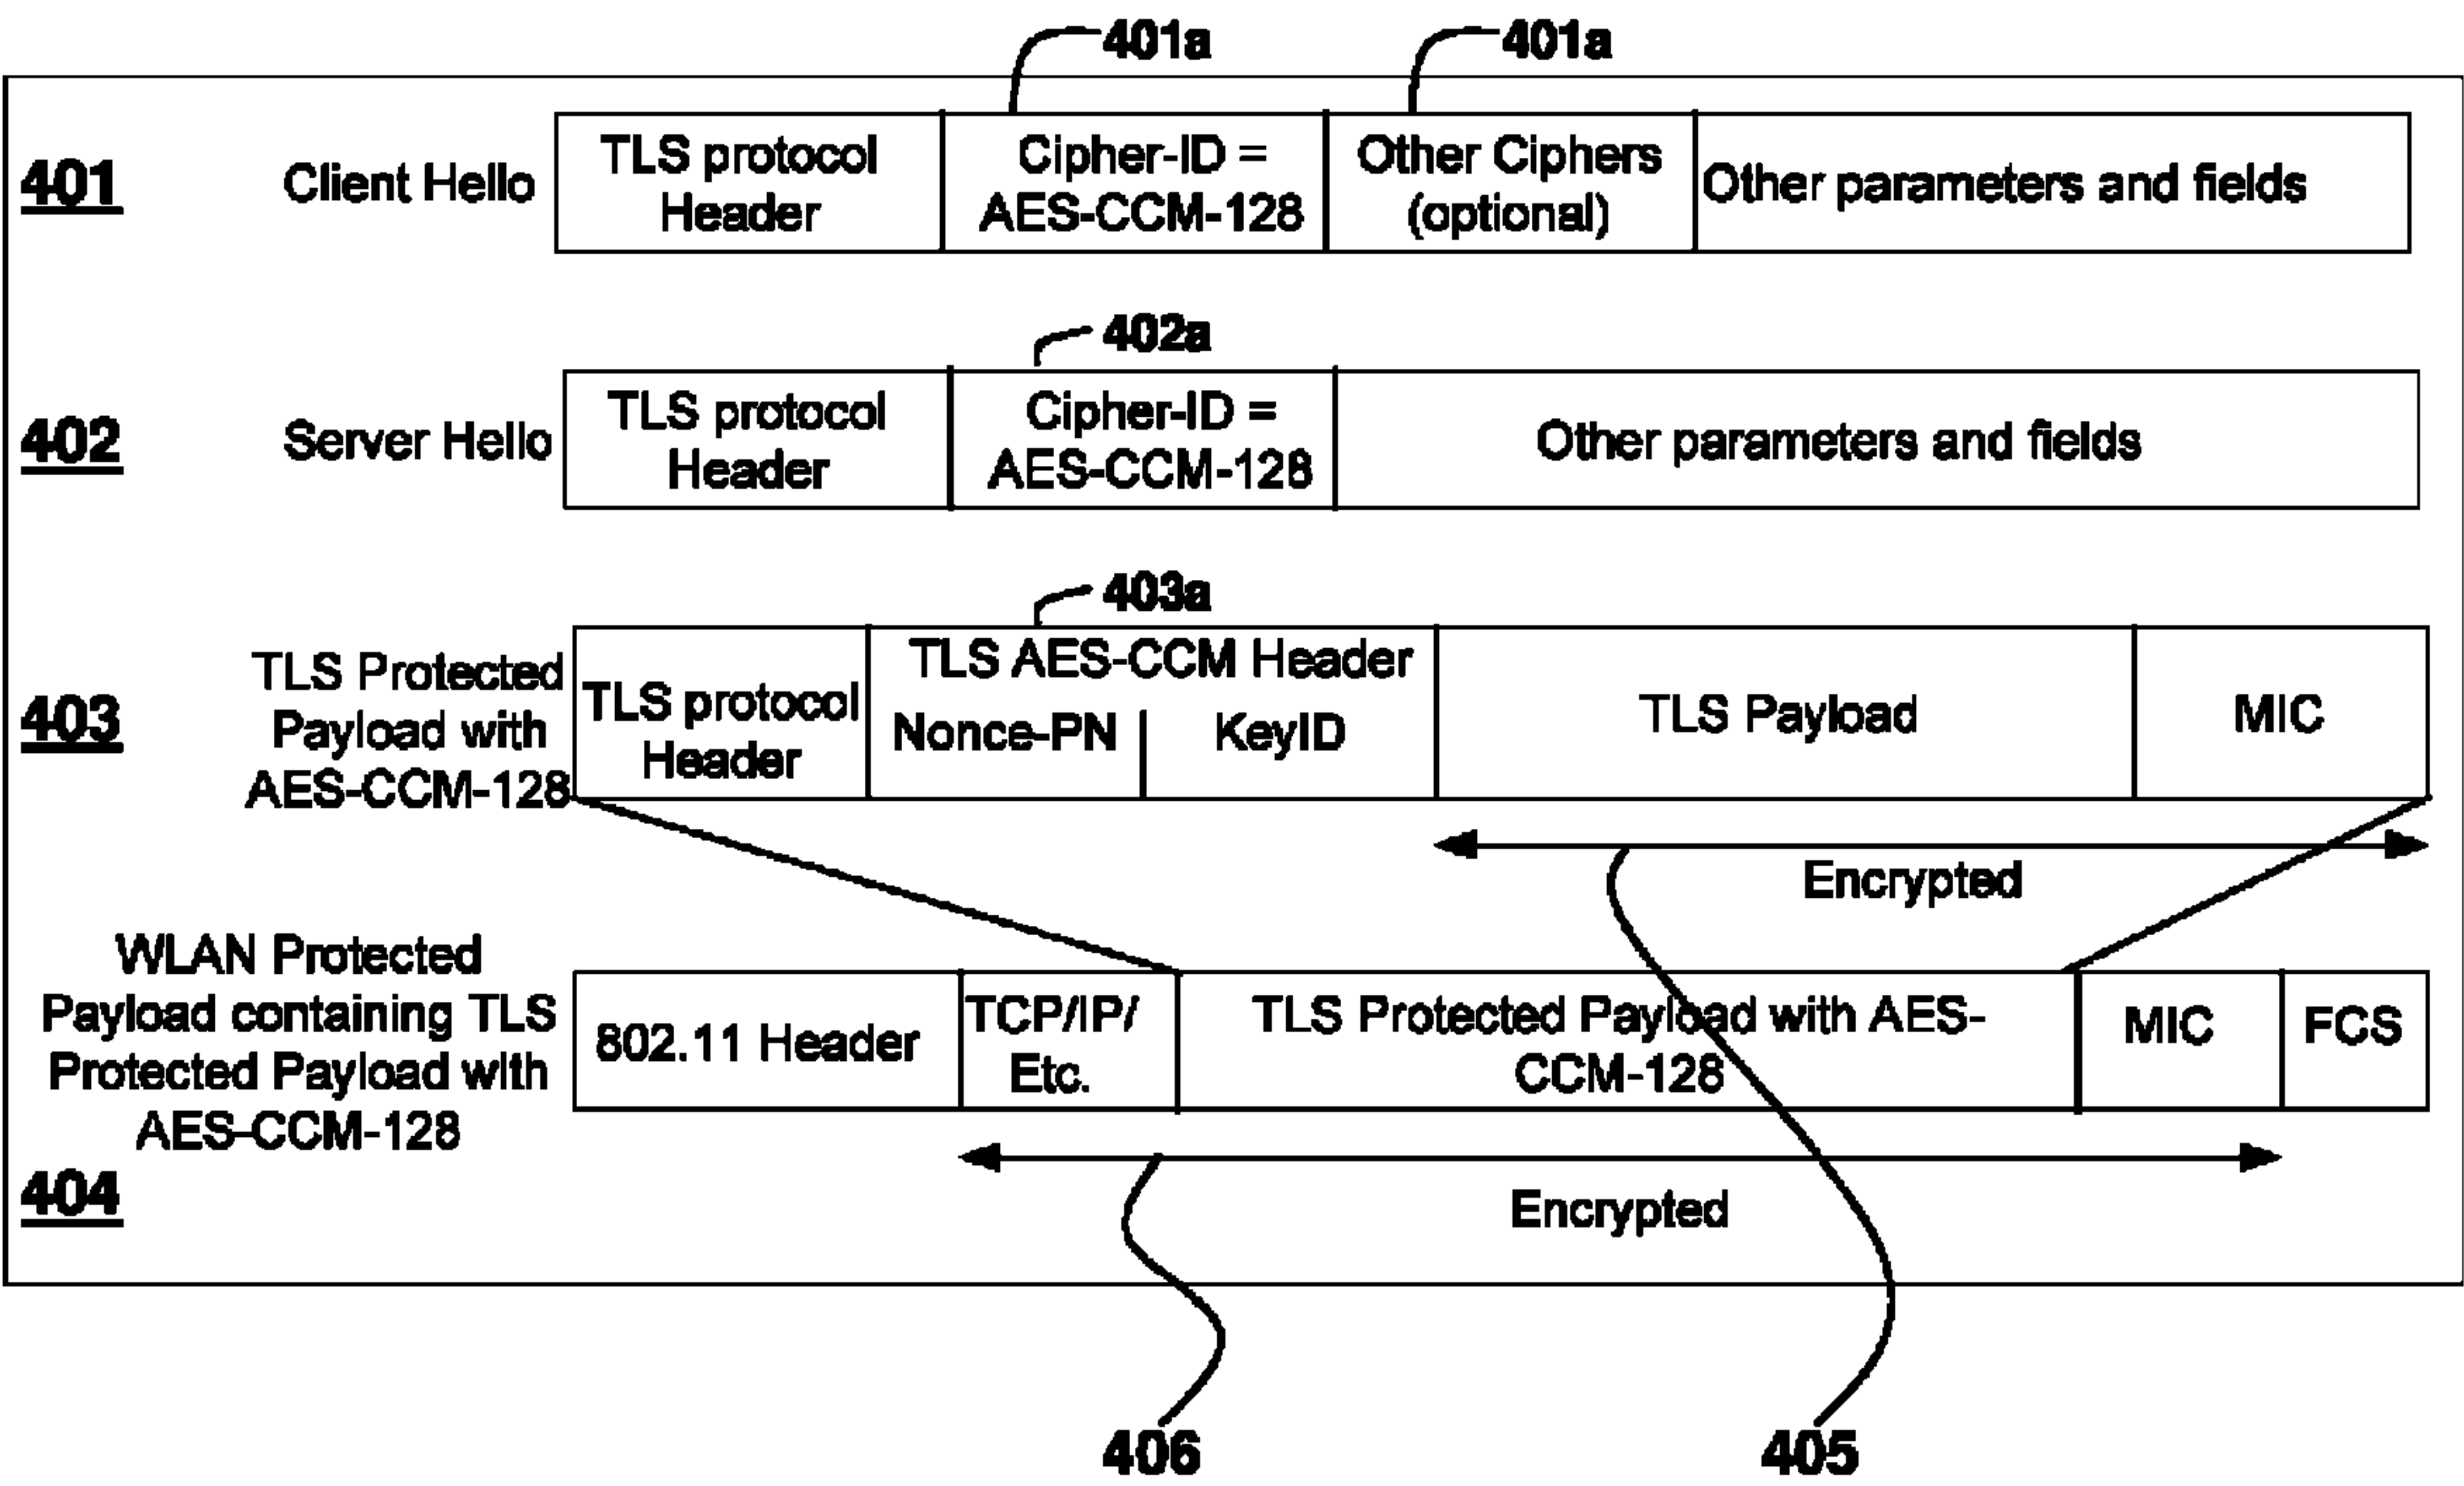 401a
401a
401
Client Hello
TLS protocol
Header
Cipher-ID =
AES-CCM-128
Other Ciphers
(optional)
Other parameters and fields
402a
402
Server Hello
TLS protocol
Header
Cipher-ID =
AES-CCM-128
Other parameters and fields
403a
403
TLS Protected
Payload with
AES-CCM-128
TLS protocol
Header
TLS AES-CCM Header
Nonce-PN
KeyID
TLS Payload
MIC
Encrypted
WLAN Protected
Payload containing TLS
Protected Payload with
AES-CCM-128
404
802.11 Header
TCP/IP/
Etc.
TLS Protected Payload with AES-
CCM-128
MIC
FCS
Encrypted
406
405